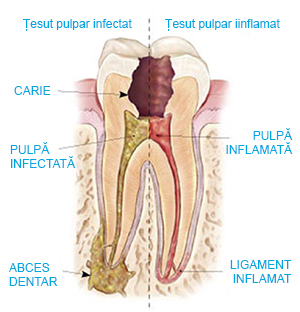 Țesut pulpar infectat
Țesut pulpar iinflamat
CARIE
PULPĂ
INFECTATĂ
PULPĂ
INFLAMATĂ
ABCES
DENTAR
LIGAMENT
INFLAMAT